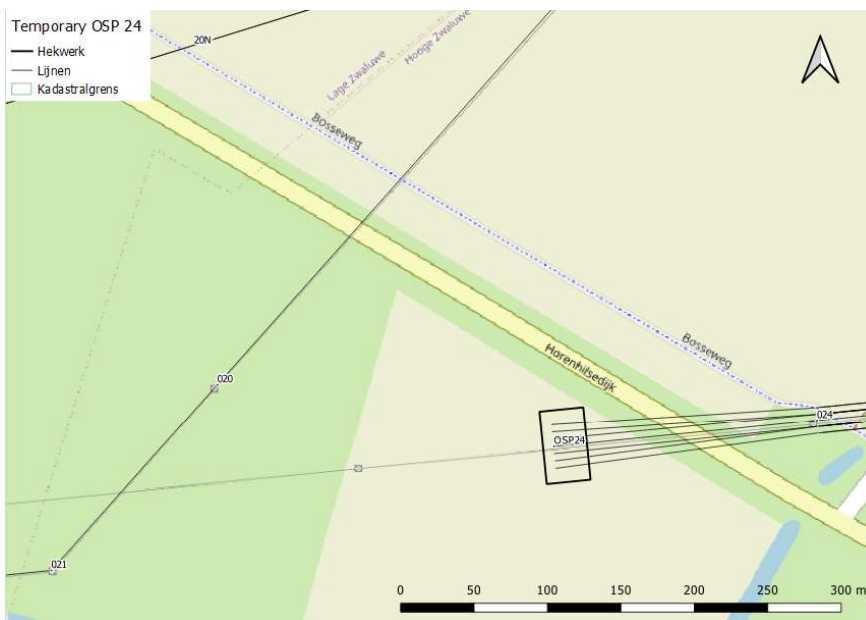 Temporary OSP 24
Hekwerk
Lijnen
Kadastralgrens
20N
Lage Zwaluwe
Hooge Zwaluwe
Bosseweg
Bosseweg
Horenhilsedijk
020
024
OSP24
021
0 50 100 150 200 250 300 m